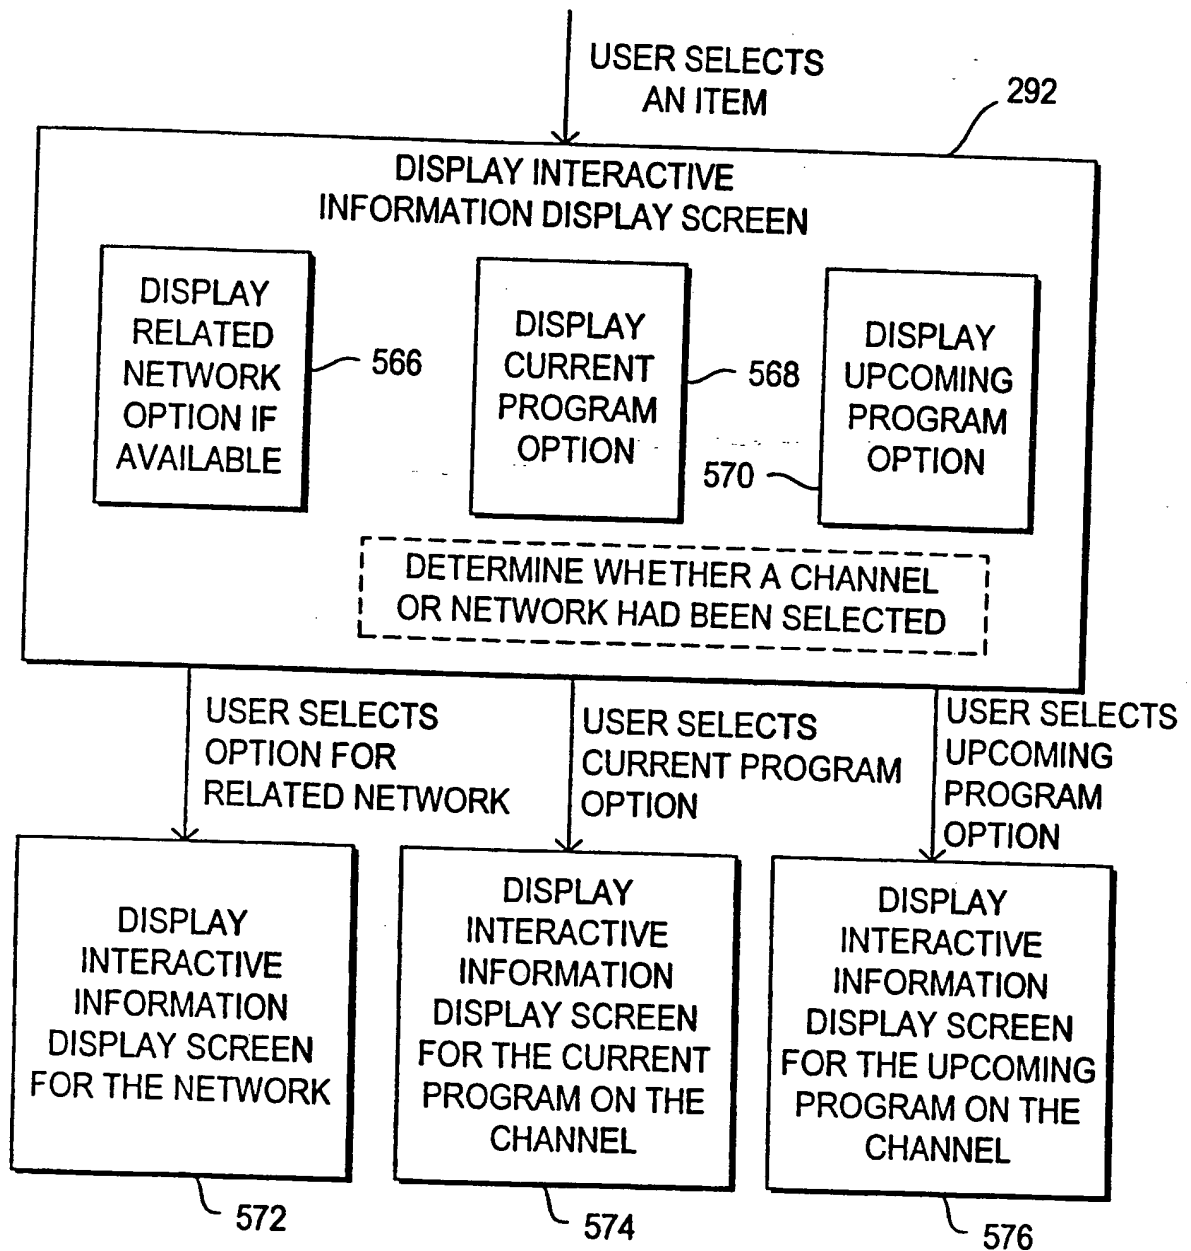 USER SELECTS
AN ITEM
292
DISPLAY INTERACTIVE
INFORMATION DISPLAY SCREEN
DISPLAY
RELATED
NETWORK
OPTION IF
AVAILABLE
566
DISPLAY
CURRENT
PROGRAM
OPTION
568
DISPLAY
UPCOMING
PROGRAM
OPTION
570
DETERMINE WHETHER A CHANNEL
OR NETWORK HAD BEEN SELECTED
USER SELECTS
OPTION FOR
RELATED NETWORK
USER SELECTS
CURRENT PROGRAM
OPTION
USER SELECTS
UPCOMING
PROGRAM
OPTION
DISPLAY
INTERACTIVE
INFORMATION
DISPLAY SCREEN
FOR THE NETWORK
572
DISPLAY
INTERACTIVE
INFORMATION
DISPLAY SCREEN
FOR THE CURRENT
PROGRAM ON THE
CHANNEL
574
DISPLAY
INTERACTIVE
INFORMATION
DISPLAY SCREEN
FOR THE UPCOMING
PROGRAM ON THE
CHANNEL
576